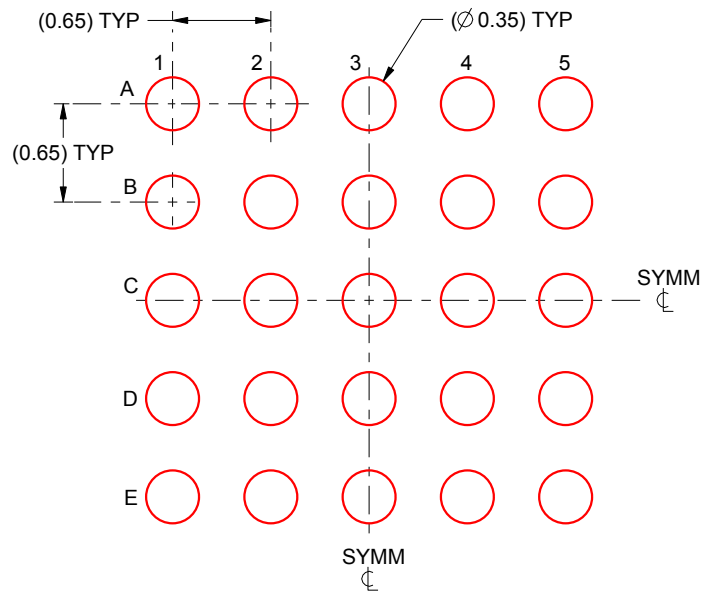 (0.65) TYP
(Ø 0.35) TYP
1 2 3 4 5
A
(0.65) TYP
B
C
SYMM
℄
D
E
SYMM
℄